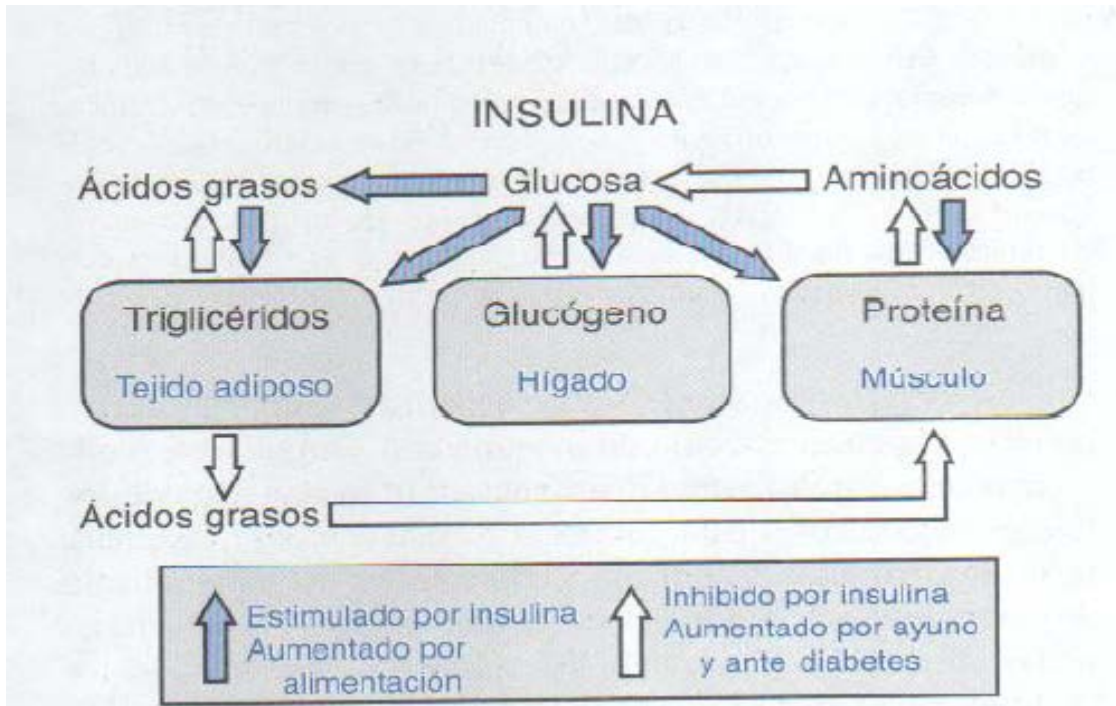 INSULINA
Ácidos grasos
Glucosa
Aminoácidos
Triglicéridos
Tejido adiposo
Glucógeno
Hígado
Proteína
Músculo
Ácidos grasos
Estimulado por insulina
Aumentado por
alimentación
Inhibido por insulina
Aumentado por ayuno
y ante diabetes